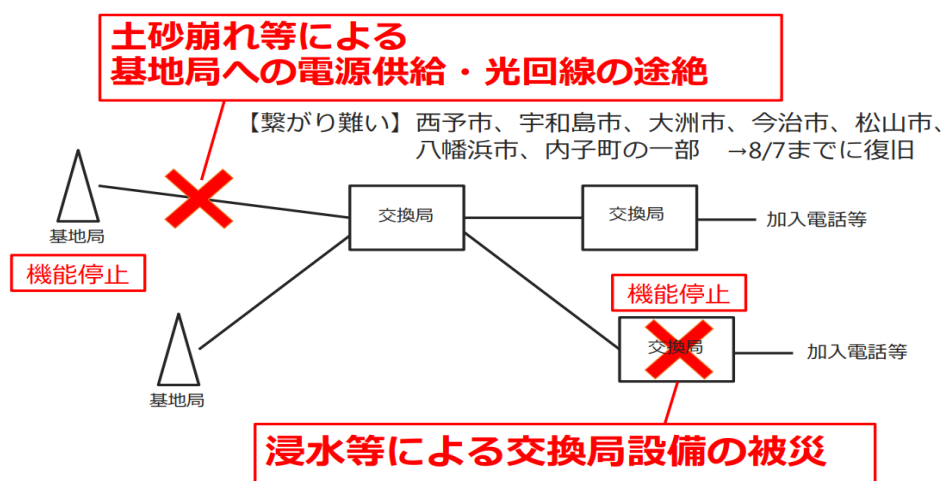 土砂崩れ等による
基地局への電源供給・光回線の途絶
【繋がり難い】西予市、宇和島市、大洲市、今治市、松山市、
八幡浜市、内子町の一部　→8/7までに復旧
基地局
機能停止
交換局
交換局
加入電話等
機能停止
交換局
加入電話等
基地局
浸水等による交換局設備の被災